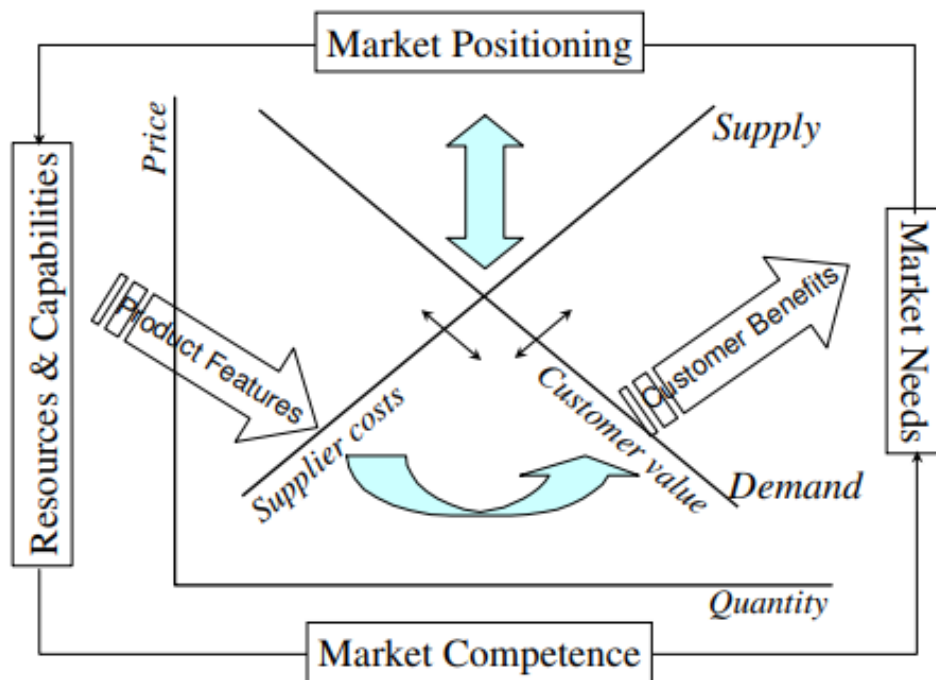 Market Positioning
Price
Supply
Resources & Capabilities
Product Features
Customer Benefits
Market Needs
Supplier costs
Customer value
Demand
Quantity
Market Competence